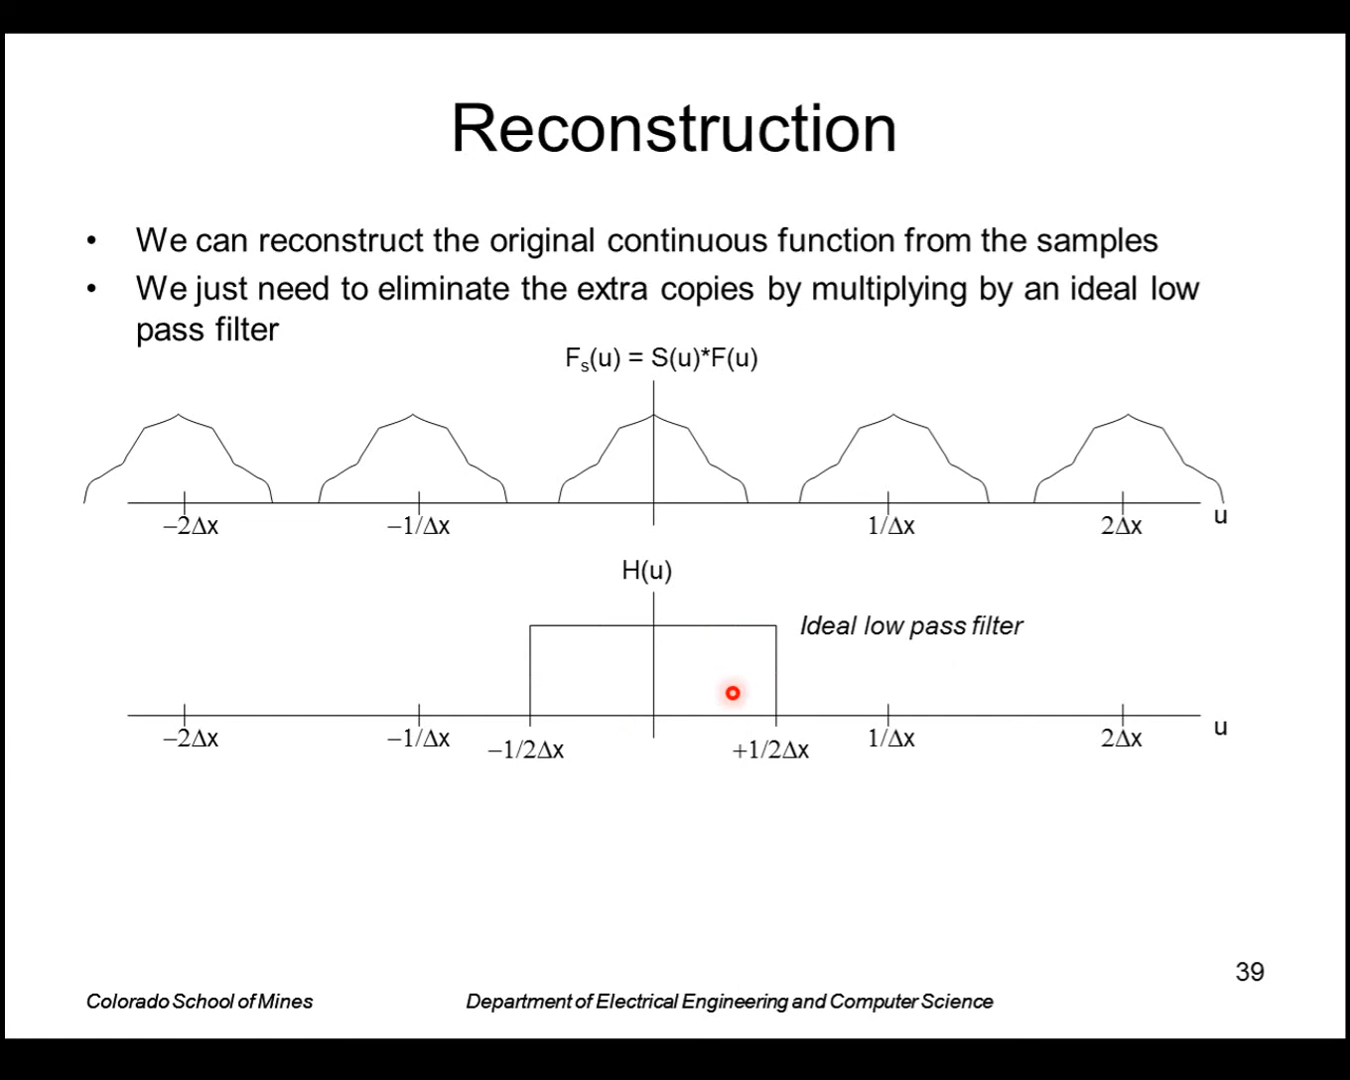 Reconstruction
• We can reconstruct the original continuous function from the samples
• We just need to eliminate the extra copies by multiplying by an ideal low
pass filter
Fs(u) = S(u)*F(u)
−2Δx −1/Δx 1/Δx 2Δx u
H(u)
Ideal low pass filter
−2Δx −1/Δx −1/2Δx +1/2Δx 1/Δx 2Δx u
39
Colorado School of Mines Department of Electrical Engineering and Computer Science